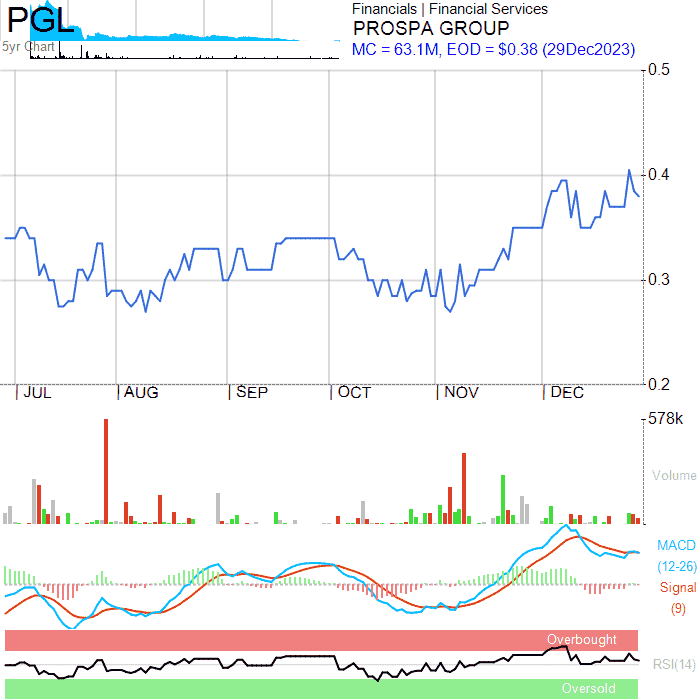 PGL
5yr Chart
Financials | Financial Services
PROSPA GROUP
MC = 63.1M, EOD = $0.38 (29Dec2023)
0.5
0.4
0.3
0.2
JUL AUG SEP OCT NOV DEC
578k
Volume
MACD
(12-26)
Signal
(9)
Overbought
RSI(14)
Oversold